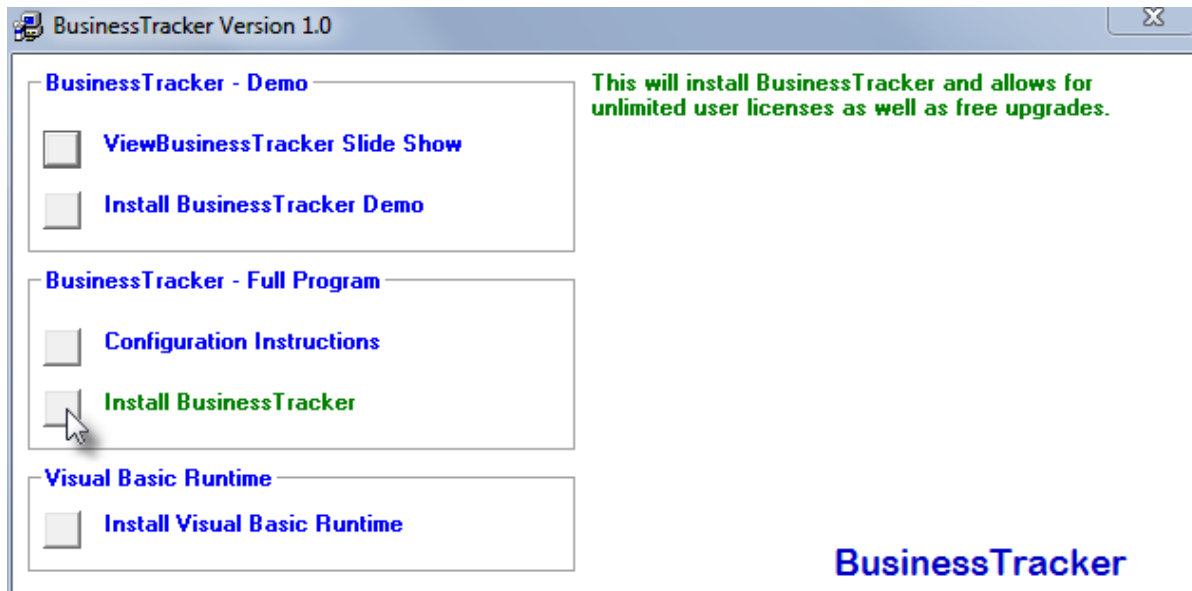 BusinessTracker Version 1.0
BusinessTracker - Demo
ViewBusinessTracker Slide Show
Install BusinessTracker Demo
BusinessTracker - Full Program
Configuration Instructions
Install BusinessTracker
Visual Basic Runtime
Install Visual Basic Runtime
This will install BusinessTracker and allows for
unlimited user licenses as well as free upgrades.
BusinessTracker